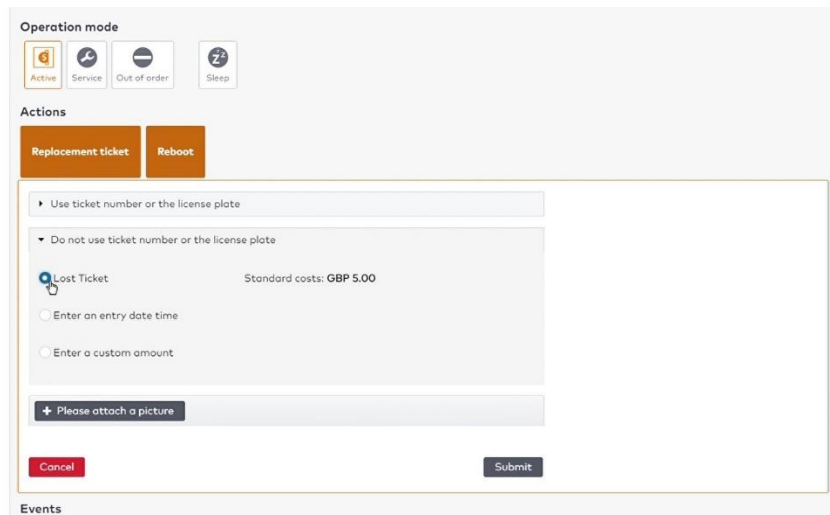 Operation mode
Active
Service
Out of order
Sleep
Actions
Replacement ticket
Reboot
Use ticket number or the license plate
Do not use ticket number or the license plate
Lost Ticket
Standard costs: GBP 5.00
Enter an entry date time
Enter a custom amount
+ Please attach a picture
Cancel
Submit
Events